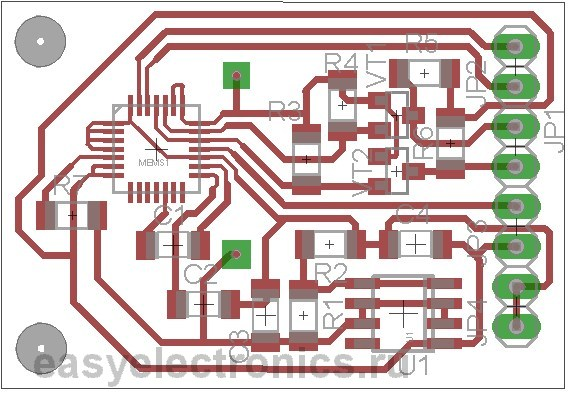 VT1
R5
R4
JP2
R3
JP1
R6
MEMS1
VT2
R7
C1
C4
JP3
R2
C2
R1
JP4
C3
U1
easyelectronics.ru